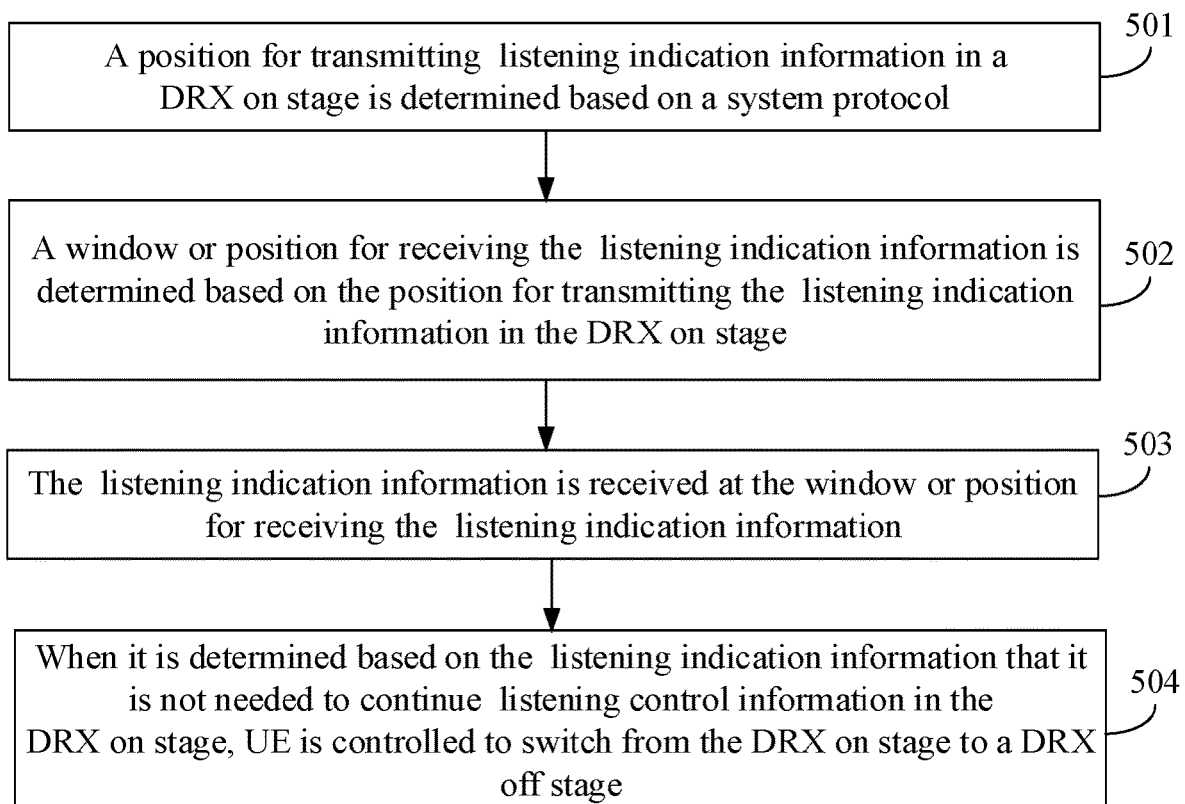 A position for transmitting listening indication information in a
DRX on stage is determined based on a system protocol
501
A window or position for receiving the listening indication information is
determined based on the position for transmitting the listening indication
information in the DRX on stage
502
The listening indication information is received at the window or position
for receiving the listening indication information
503
When it is determined based on the listening indication information that it
is not needed to continue listening control information in the
DRX on stage, UE is controlled to switch from the DRX on stage to a DRX
off stage
504